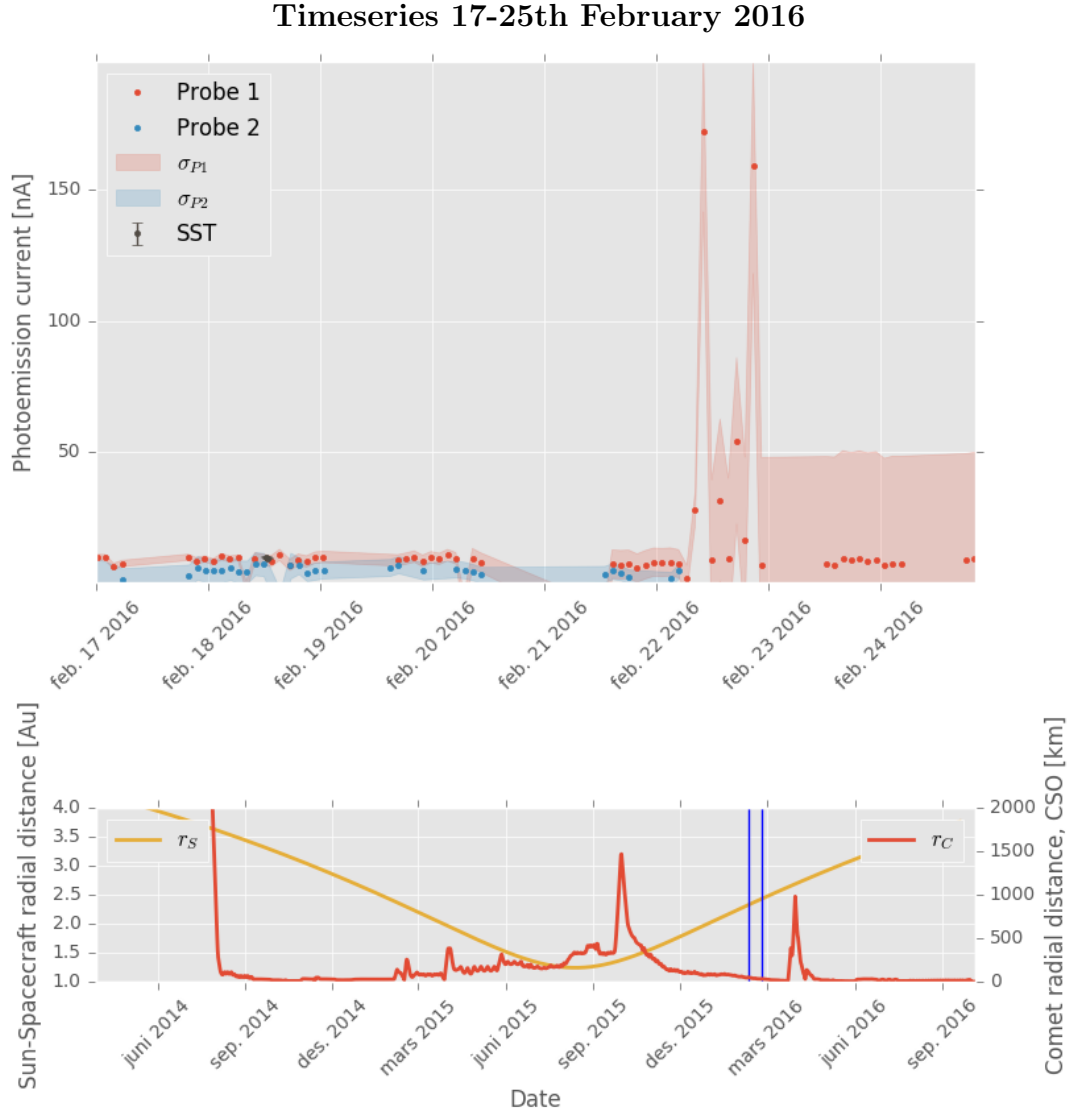 Timeseries 17-25th February 2016
Photoemission current [nA]
150
100
50
Probe 1
Probe 2
σP1
σP2
SST
feb. 17 2016
feb. 18 2016
feb. 19 2016
feb. 20 2016
feb. 21 2016
feb. 22 2016
feb. 23 2016
feb. 24 2016
Sun-Spacecraft radial distance [Au]
4.0
3.5
3.0
2.5
2.0
1.5
1.0
rS
rC
2000
1500
1000
500
0
Comet radial distance, CSO [km]
juni 2014
sep. 2014
des. 2014
mars 2015
juni 2015
sep. 2015
des. 2015
mars 2016
juni 2016
sep. 2016
Date